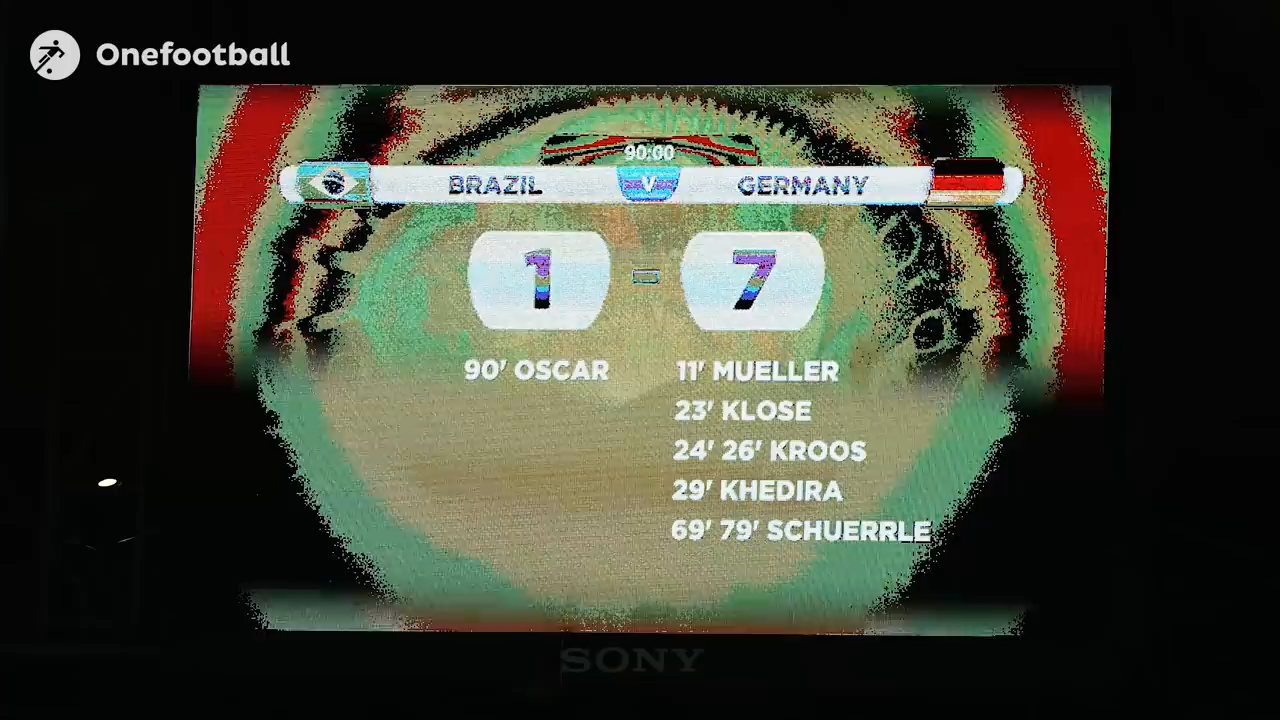 Onefootball
90:00
BRAZIL V GERMANY
1 - 7
90' OSCAR
11' MUELLER
23' KLOSE
24' 26' KROOS
29' KHEDIRA
69' 79' SCHUERRLE
SONY